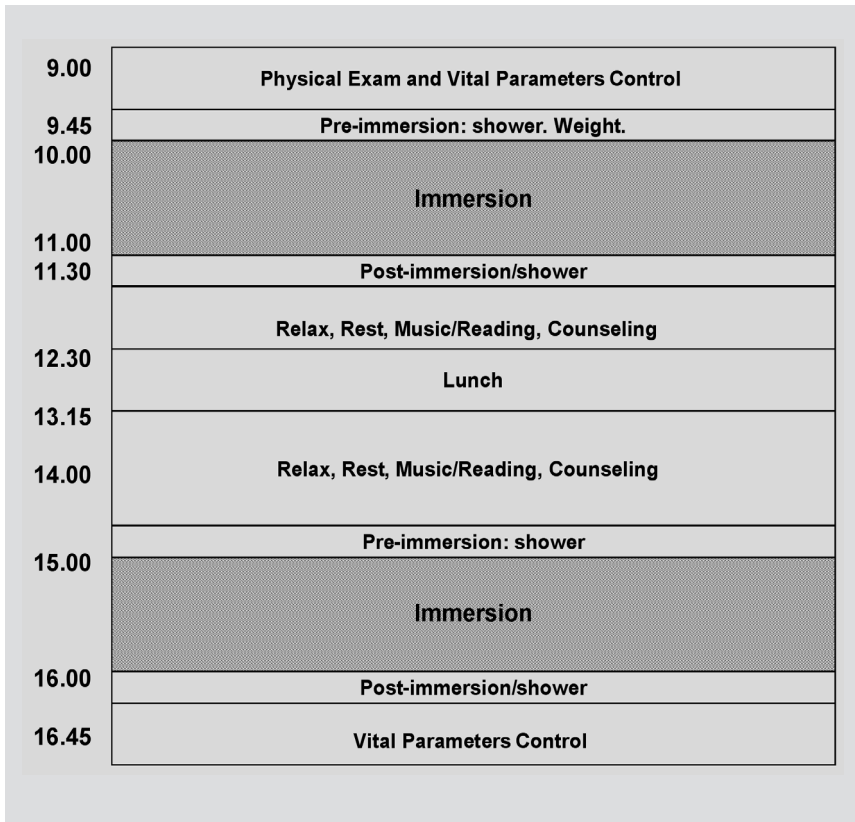 9.00
Physical Exam and Vital Parameters Control
9.45
Pre-immersion: shower. Weight.
10.00
Immersion
11.00
11.30
Post-immersion/shower
Relax, Rest, Music/Reading, Counseling
12.30
Lunch
13.15
Relax, Rest, Music/Reading, Counseling
14.00
Pre-immersion: shower
15.00
Immersion
16.00
Post-immersion/shower
16.45
Vital Parameters Control